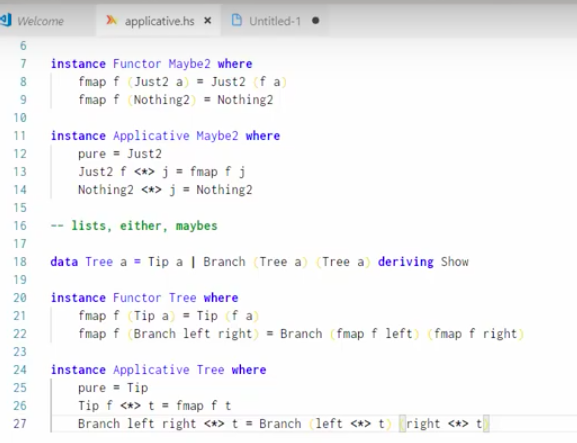 Welcome applicative.hs × Untitled-1 ●
6
7 instance Functor Maybe2 where
8 fmap f (Just2 a) = Just2 (f a)
9 fmap f (Nothing2) = Nothing2
10
11 instance Applicative Maybe2 where
12 pure = Just2
13 Just2 f <*> j = fmap f j
14 Nothing2 <*> j = Nothing2
15
16 -- lists, either, maybes
17
18 data Tree a = Tip a | Branch (Tree a) (Tree a) deriving Show
19
20 instance Functor Tree where
21 fmap f (Tip a) = Tip (f a)
22 fmap f (Branch left right) = Branch (fmap f left) (fmap f right)
23
24 instance Applicative Tree where
25 pure = Tip
26 Tip f <*> t = fmap f t
27 Branch left right <*> t = Branch (left <*> t) (right <*> t)